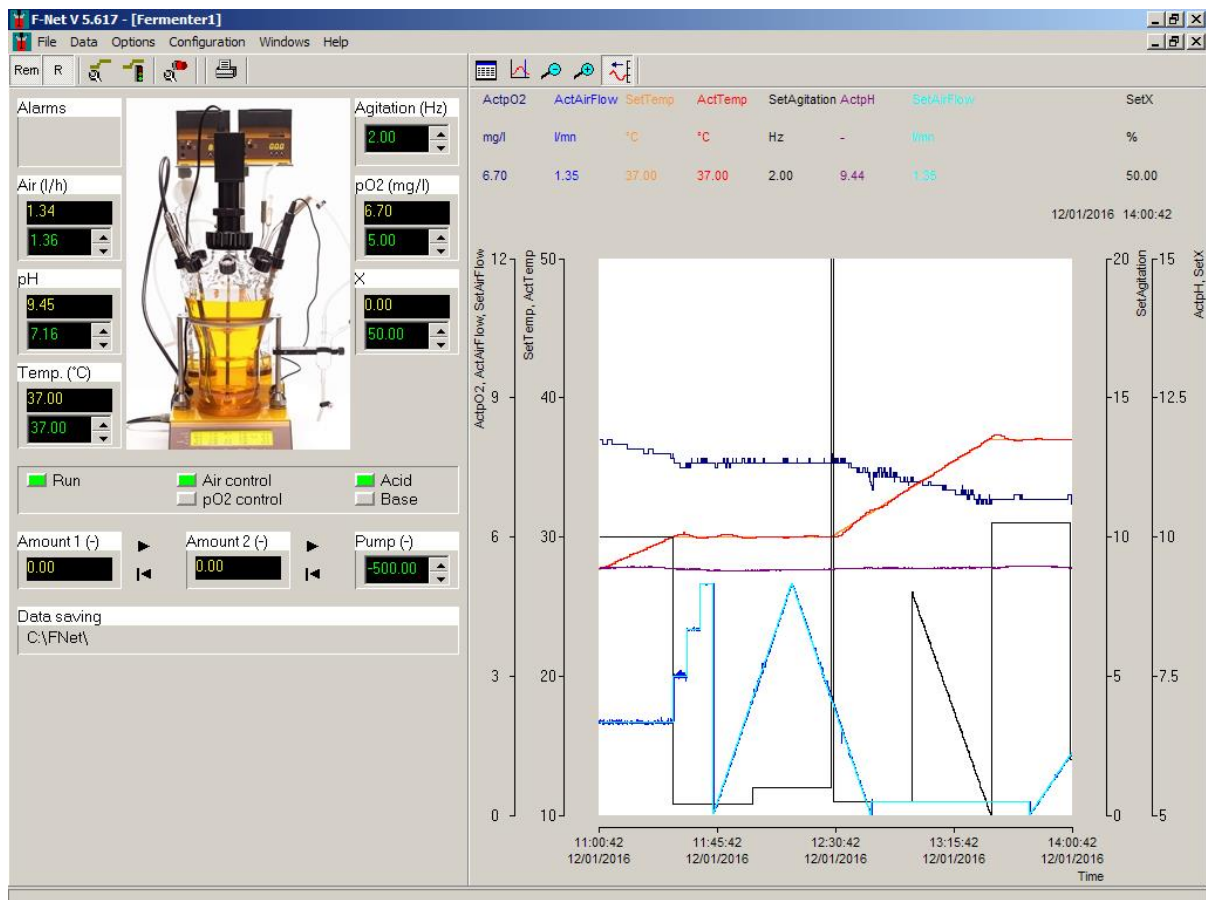 F-Net V 5.617 - [Fermenter1]
File Data Options Configuration Windows Help
Rem R
Alarms
Agitation (Hz)
2.00
Air (l/h)
1.34
1.36
pO2 (mg/l)
6.70
5.00
pH
9.45
7.16
X
0.00
50.00
Temp. (°C)
37.00
37.00
Run
Air control
Acid
pO2 control
Base
Amount 1 (-)
0.00
Amount 2 (-)
0.00
Pump (-)
-500.00
Data saving
C:\FNet\
ActpO2 ActAirFlow SetTemp ActTemp SetAgitation ActpH SetAirFlow SetX
mg/l l/mn °C °C Hz - l/mn %
6.70 1.35 37.00 37.00 2.00 9.44 1.36 50.00
12/01/2016 14:00:42
ActpO2, ActAirFlow, SetAirFlow
12
9
6
3
0
SetTemp, ActTemp
50
40
30
20
10
20
15
10
5
0
SetAgitation
15
12.5
10
7.5
5
ActpH, SetX
11:00:42 11:45:42 12:30:42 13:15:42 14:00:42
12/01/2016 12/01/2016 12/01/2016 12/01/2016 12/01/2016
Time